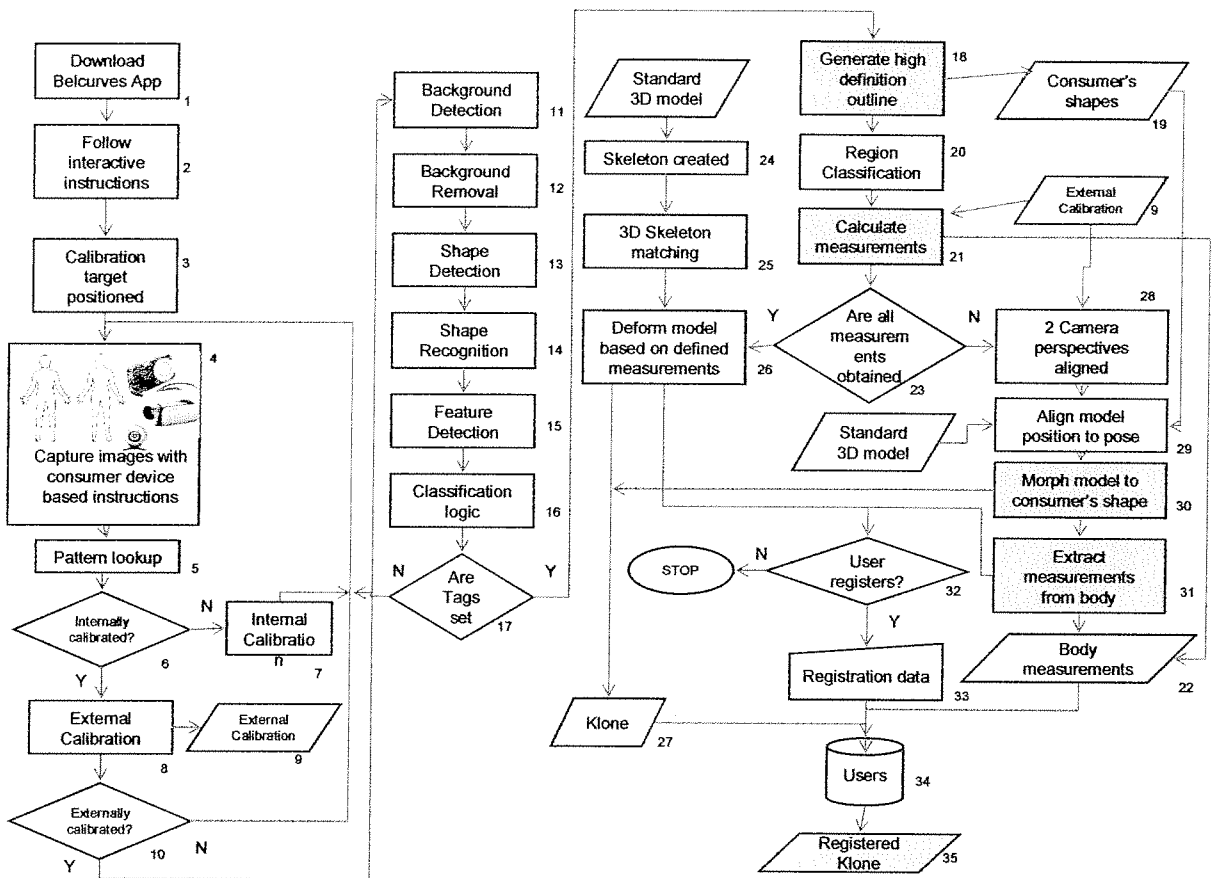 Download
Belcurves App
1
Follow
interactive
instructions
2
Calibration
target
positioned
3
4
Capture images with
consumer device
based instructions
Pattern lookup
5
Internally
calibrated?
6
N
Y
Internal
Calibratio
n
7
External
Calibration
8
External
Calibration
9
Externally
calibrated?
10
N
Y
Background
Detection
11
Background
Removal
12
Shape
Detection
13
Shape
Recognition
14
Feature
Detection
15
Classification
logic
16
N
Are
Tags
set
Y
17
Standard
3D model
Skeleton created
24
3D Skeleton
matching
25
Deform model
based on defined
measurements
26
Generate high
definition
outline
18
Consumer's
shapes
19
Region
Classification
20
External
Calibration
9
Calculate
measurements
21
Y
Are all
measurem
ents
obtained
23
N
28
2 Camera
perspectives
aligned
Standard
3D model
Align model
position to pose
29
Morph model to
consumer's shape
30
Extract
measurements
from body
31
STOP
N
User
registers?
32
Y
Body
measurements
22
Registration data
33
Klone
27
Users
34
Registered
Klone
35